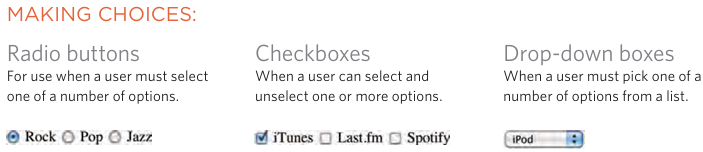 MAKING CHOICES:
Radio buttons
For use when a user must select
one of a number of options.
Rock Pop Jazz
Checkboxes
When a user can select and
unselect one or more options.
iTunes Last.fm Spotify
Drop-down boxes
When a user must pick one of a
number of options from a list.
iPod